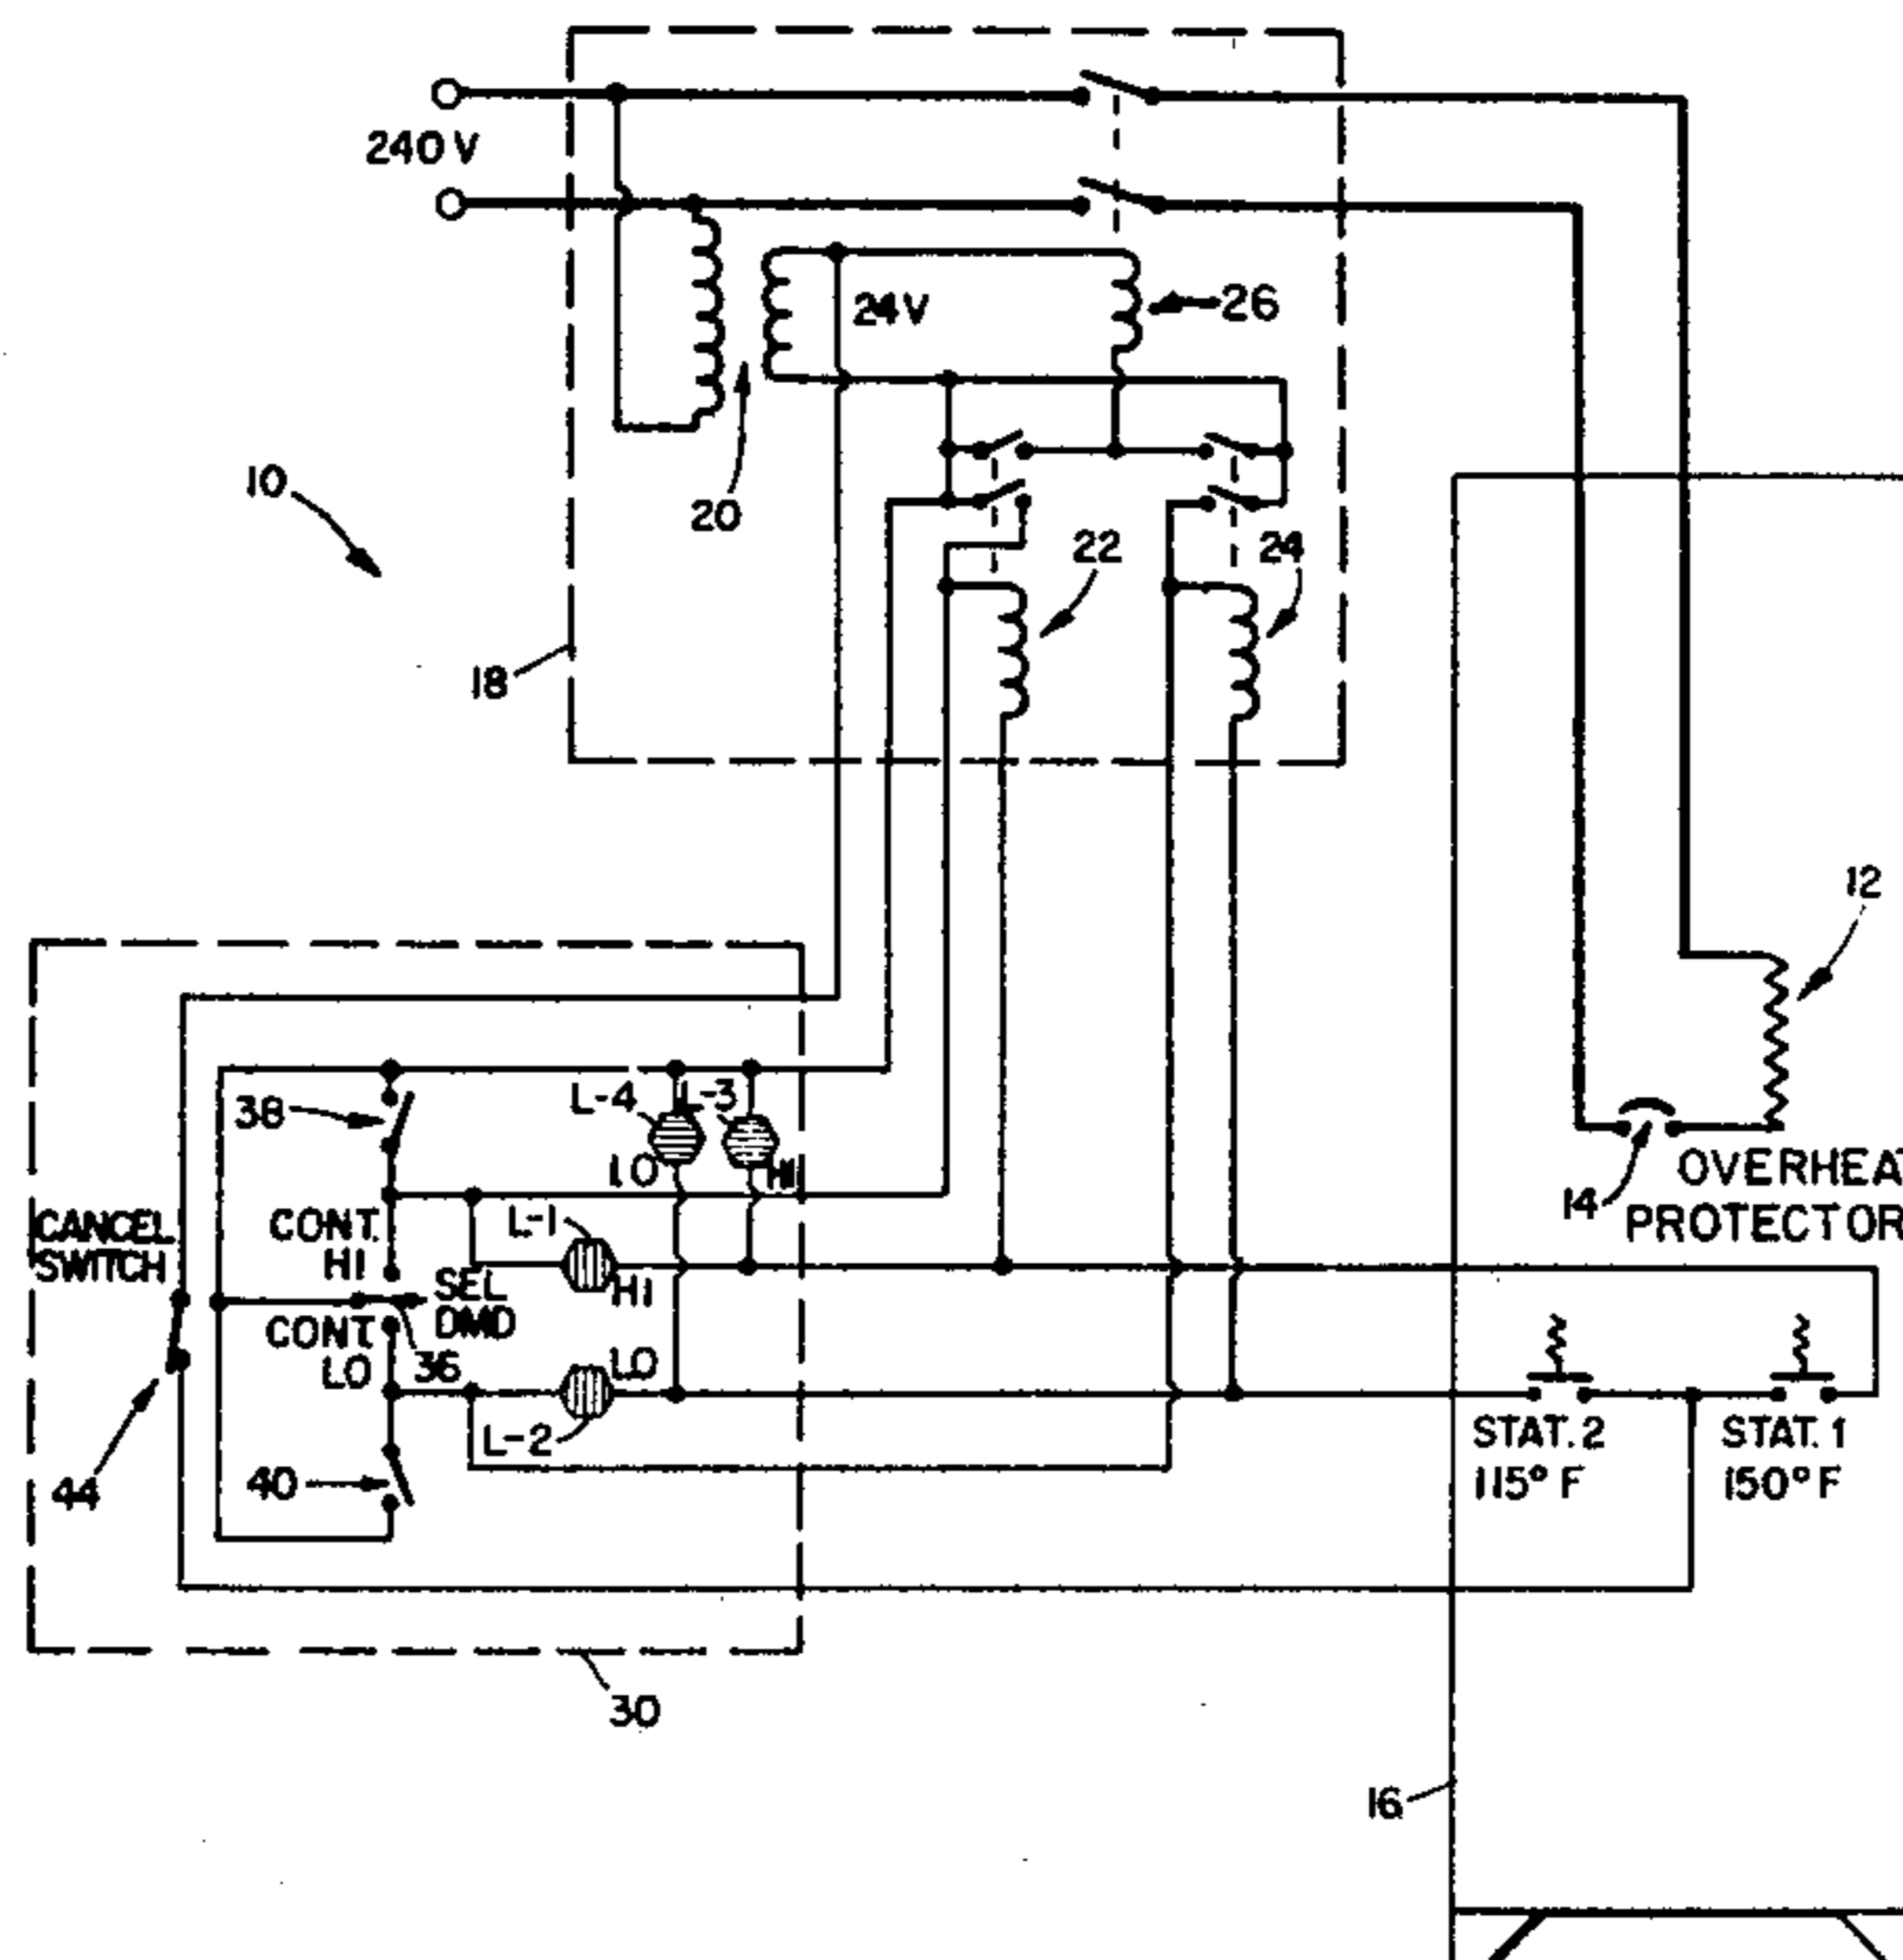 240 V
24V
26
10
20
22
24
18
12
L-4
L-3
38
LO
HI
14
OVERHEA
PROTECTOR
CANCEL
SWITCH
CONT.
HI
L-1
HI
SEL
DMD
CONT
LO
36
LO
L-2
STAT. 2
115° F
STAT. 1
150° F
44
40
30
16